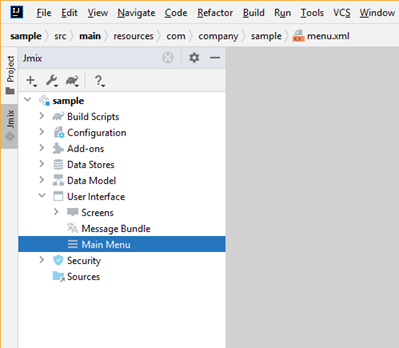 IJ File Edit View Navigate Code Refactor Build Run Tools VCS Window
sample src main resources com company sample menu.xml
Project
Jmix
Jmix
sample
Build Scripts
Configuration
Add-ons
Data Stores
Data Model
User Interface
Screens
Message Bundle
Main Menu
Security
Sources